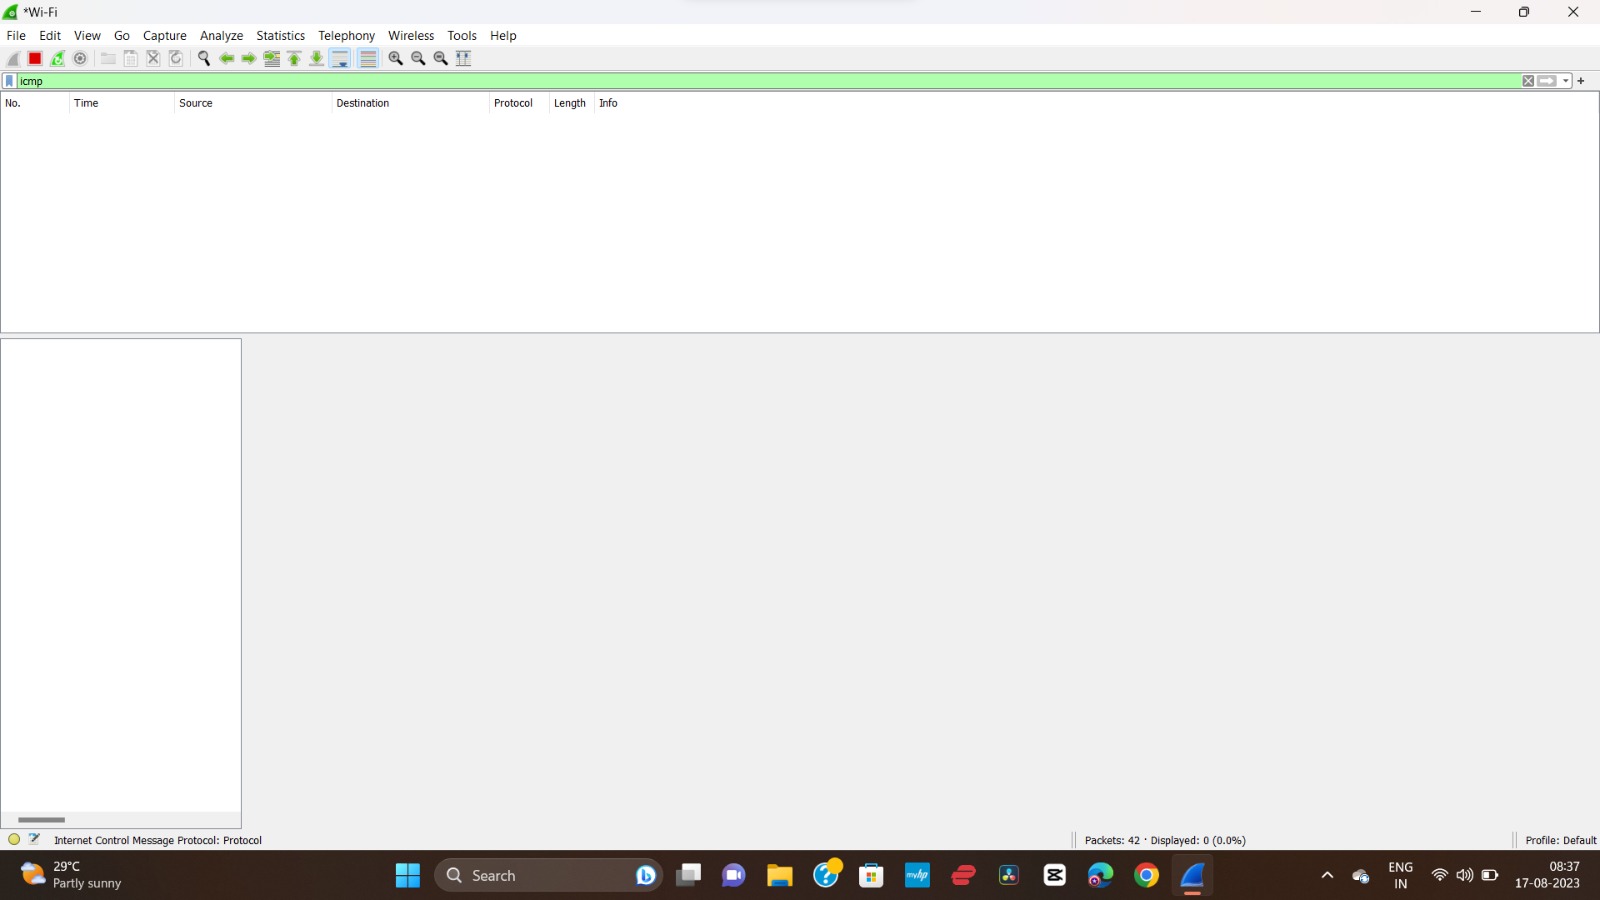 *Wi-Fi
File Edit View Go Capture Analyze Statistics Telephony Wireless Tools Help
icmp
No. Time Source Destination Protocol Length Info
Internet Control Message Protocol: Protocol
Packets: 42 · Displayed: 0 (0.0%)
Profile: Default
29°C
Partly sunny
Search
myhp
ENG
IN
08:37
17-08-2023